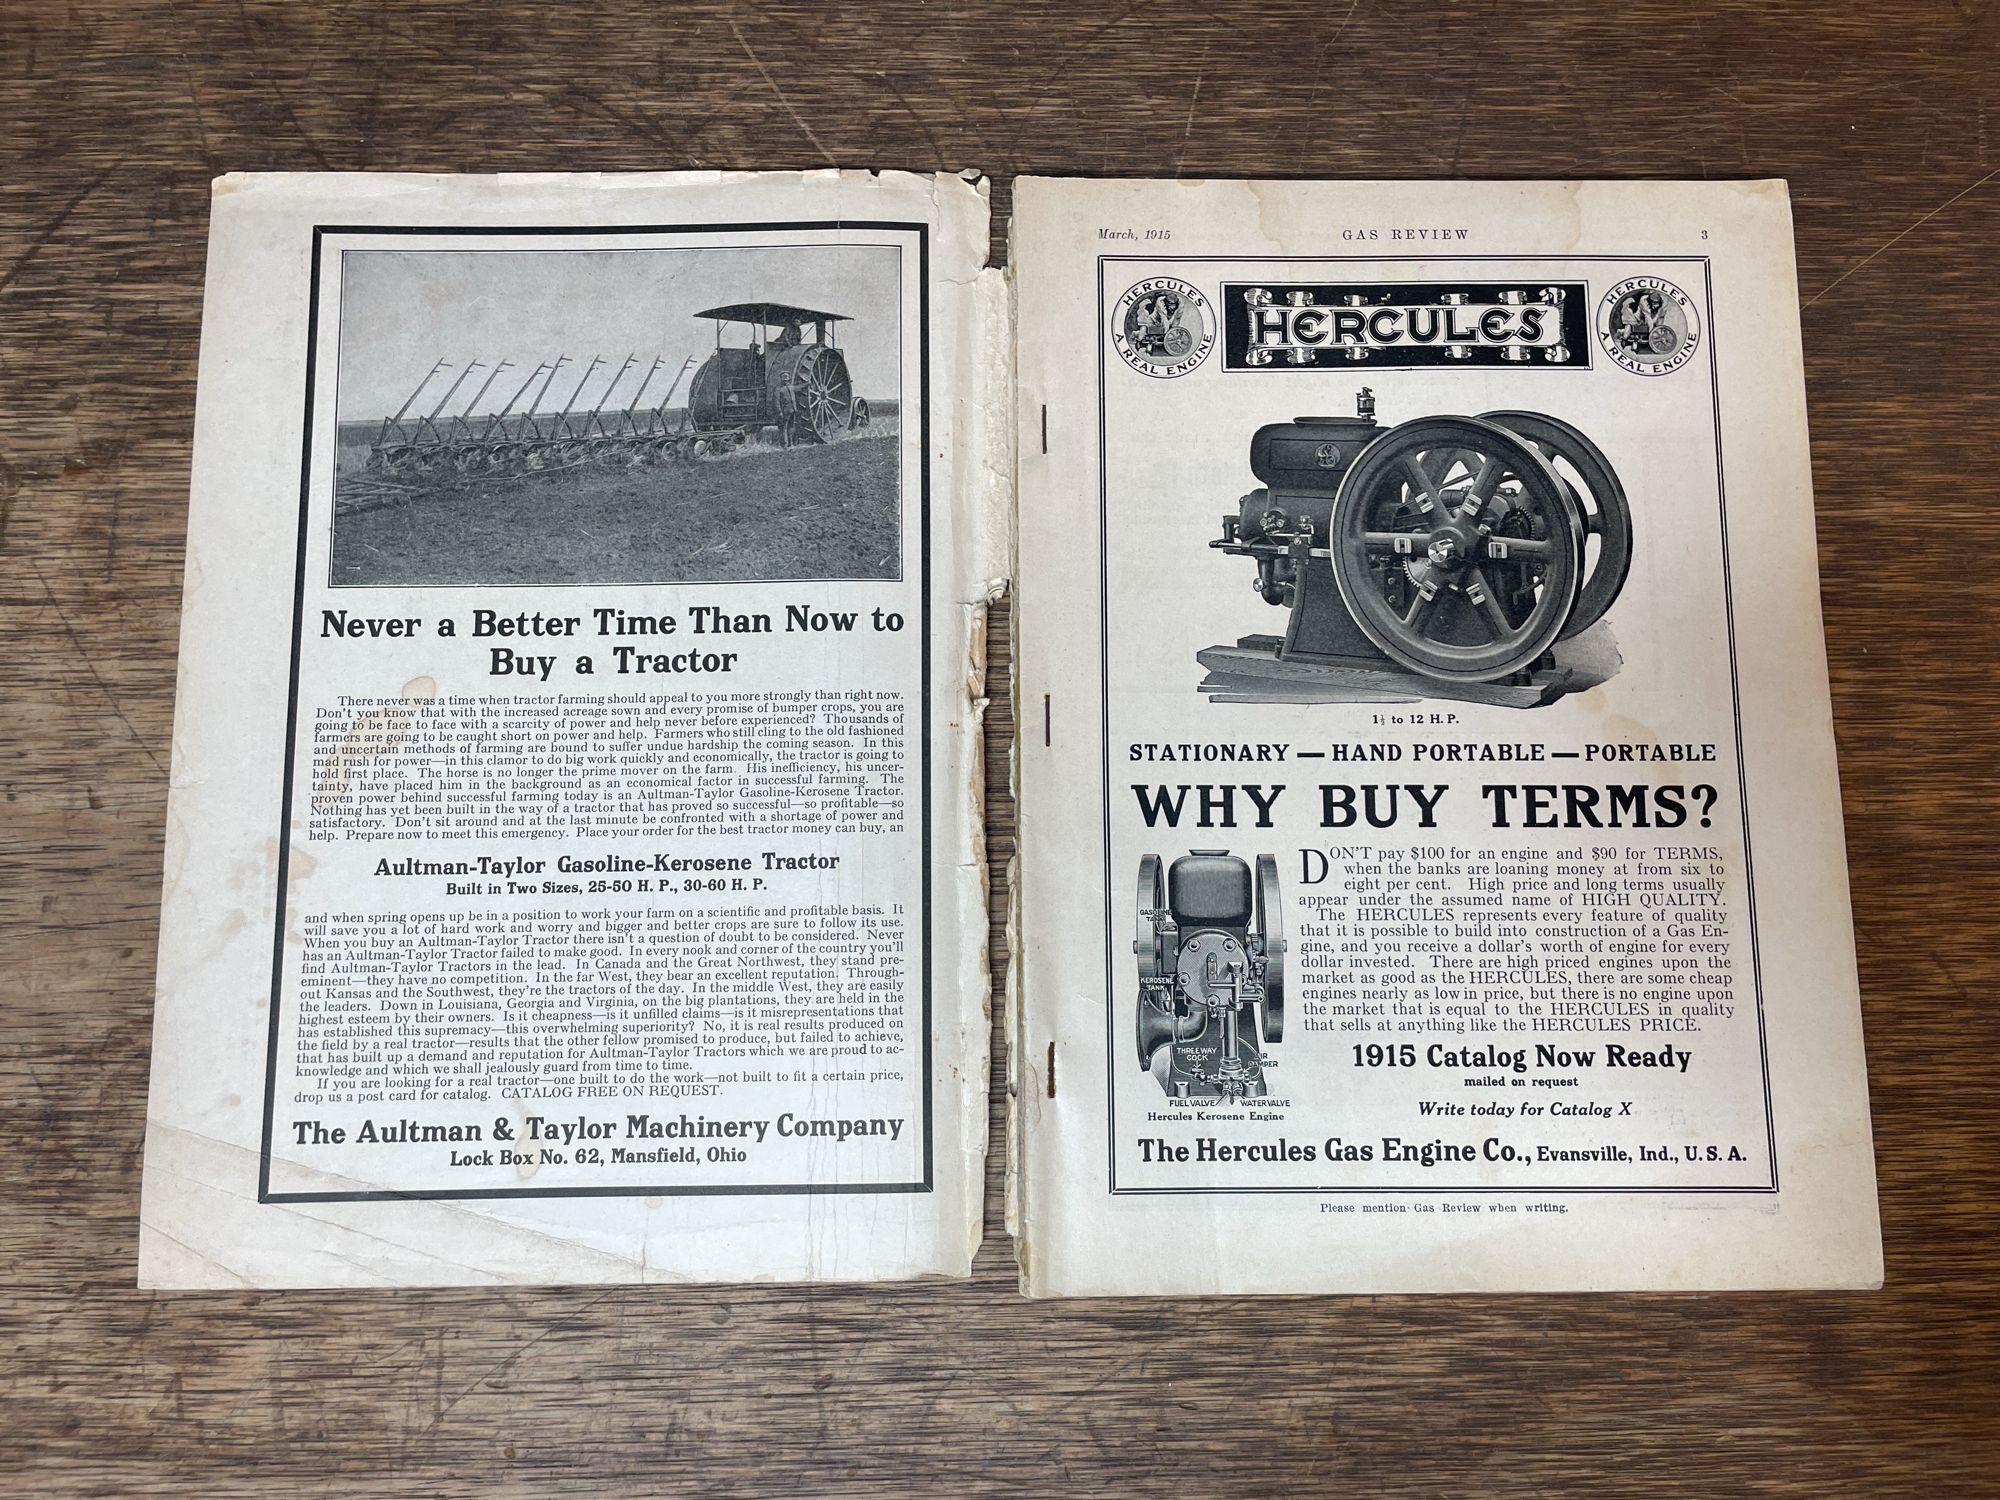 Never a Better Time Than Now to
Buy a Tractor
There never was a time when tractor farming should appeal to you more strongly than right now.
Don't you know that with the increased acreage sown and every promise of bumper crops, you are
going to be face to face with a scarcity of power and help never before experienced? Thousands of
farmers are going to be caught short on power and help. Farmers who still cling to the old fashioned
and uncertain methods of farming are bound to suffer undue hardship the coming season. In this
mad rush for power—in this clamor to do big work quickly and economically, the tractor is going to
hold first place. The horse is no longer the prime mover on the farm. His inefficiency, his uncer-
tainty, have placed him in the background as an economical factor in successful farming. The
proven power behind successful farming today is an Aultman-Taylor Gasoline-Kerosene Tractor.
Nothing has yet been built in the way of a tractor that has proved so successful—so profitable—so
satisfactory. Don't sit around and at the last minute be confronted with a shortage of power and
help. Prepare now to meet this emergency. Place your order for the best tractor money can buy, an
Aultman-Taylor Gasoline-Kerosene Tractor
Built in Two Sizes, 25-50 H. P., 30-60 H. P.
and when spring opens up be in a position to work your farm on a scientific and profitable basis. It
will save you a lot of hard work and worry and bigger and better crops are sure to follow its use.
When you buy an Aultman-Taylor Tractor there isn't a question of doubt to be considered. Never
has an Aultman-Taylor Tractor failed to make good. In every nook and corner of the country you'll
find Aultman-Taylor Tractors in the lead. In Canada and the Great Northwest, they stand pre-
eminent—they have no competition. In the far West, they bear an excellent reputation. Through-
out Kansas and the Southwest, they're the tractors of the day. In the middle West, they are easily
the leaders. Down in Louisiana, Georgia and Virginia, on the big plantations, they are held in the
highest esteem by their owners. Is it cheapness—is it unfilled claims—is it misrepresentations that
has established this supremacy—this overwhelming superiority? No, it is real results produced on
the field by a real tractor—results that the other fellow promised to produce, but failed to achieve,
that has built up a demand and reputation for Aultman-Taylor Tractors which we are proud to ac-
knowledge and which we shall jealously guard from time to time.
If you are looking for a real tractor—one built to do the work—not built to fit a certain price,
drop us a post card for catalog. CATALOG FREE ON REQUEST.
The Aultman & Taylor Machinery Company
Lock Box No. 62, Mansfield, Ohio
March, 1915 GAS REVIEW 3
HERCULES
A REAL ENGINE
HERCULES
HERCULES
A REAL ENGINE
1½ to 12 H. P.
STATIONARY — HAND PORTABLE — PORTABLE
WHY BUY TERMS?
DON'T pay $100 for an engine and $90 for TERMS,
when the banks are loaning money at from six to
eight per cent. High price and long terms usually
appear under the assumed name of HIGH QUALITY.
The HERCULES represents every feature of quality
that it is possible to build into construction of a Gas En-
gine, and you receive a dollar's worth of engine for every
dollar invested. There are high priced engines upon the
market as good as the HERCULES, there are some cheap
engines nearly as low in price, but there is no engine upon
the market that is equal to the HERCULES in quality
that sells at anything like the HERCULES PRICE.
GASOLINE
TANK
KEROSENE
TANK
THREE WAY
COCK
AIR
DAMPER
FUEL VALVE WATER VALVE
Hercules Kerosene Engine
1915 Catalog Now Ready
mailed on request
Write today for Catalog X
The Hercules Gas Engine Co., Evansville, Ind., U. S. A.
Please mention Gas Review when writing.